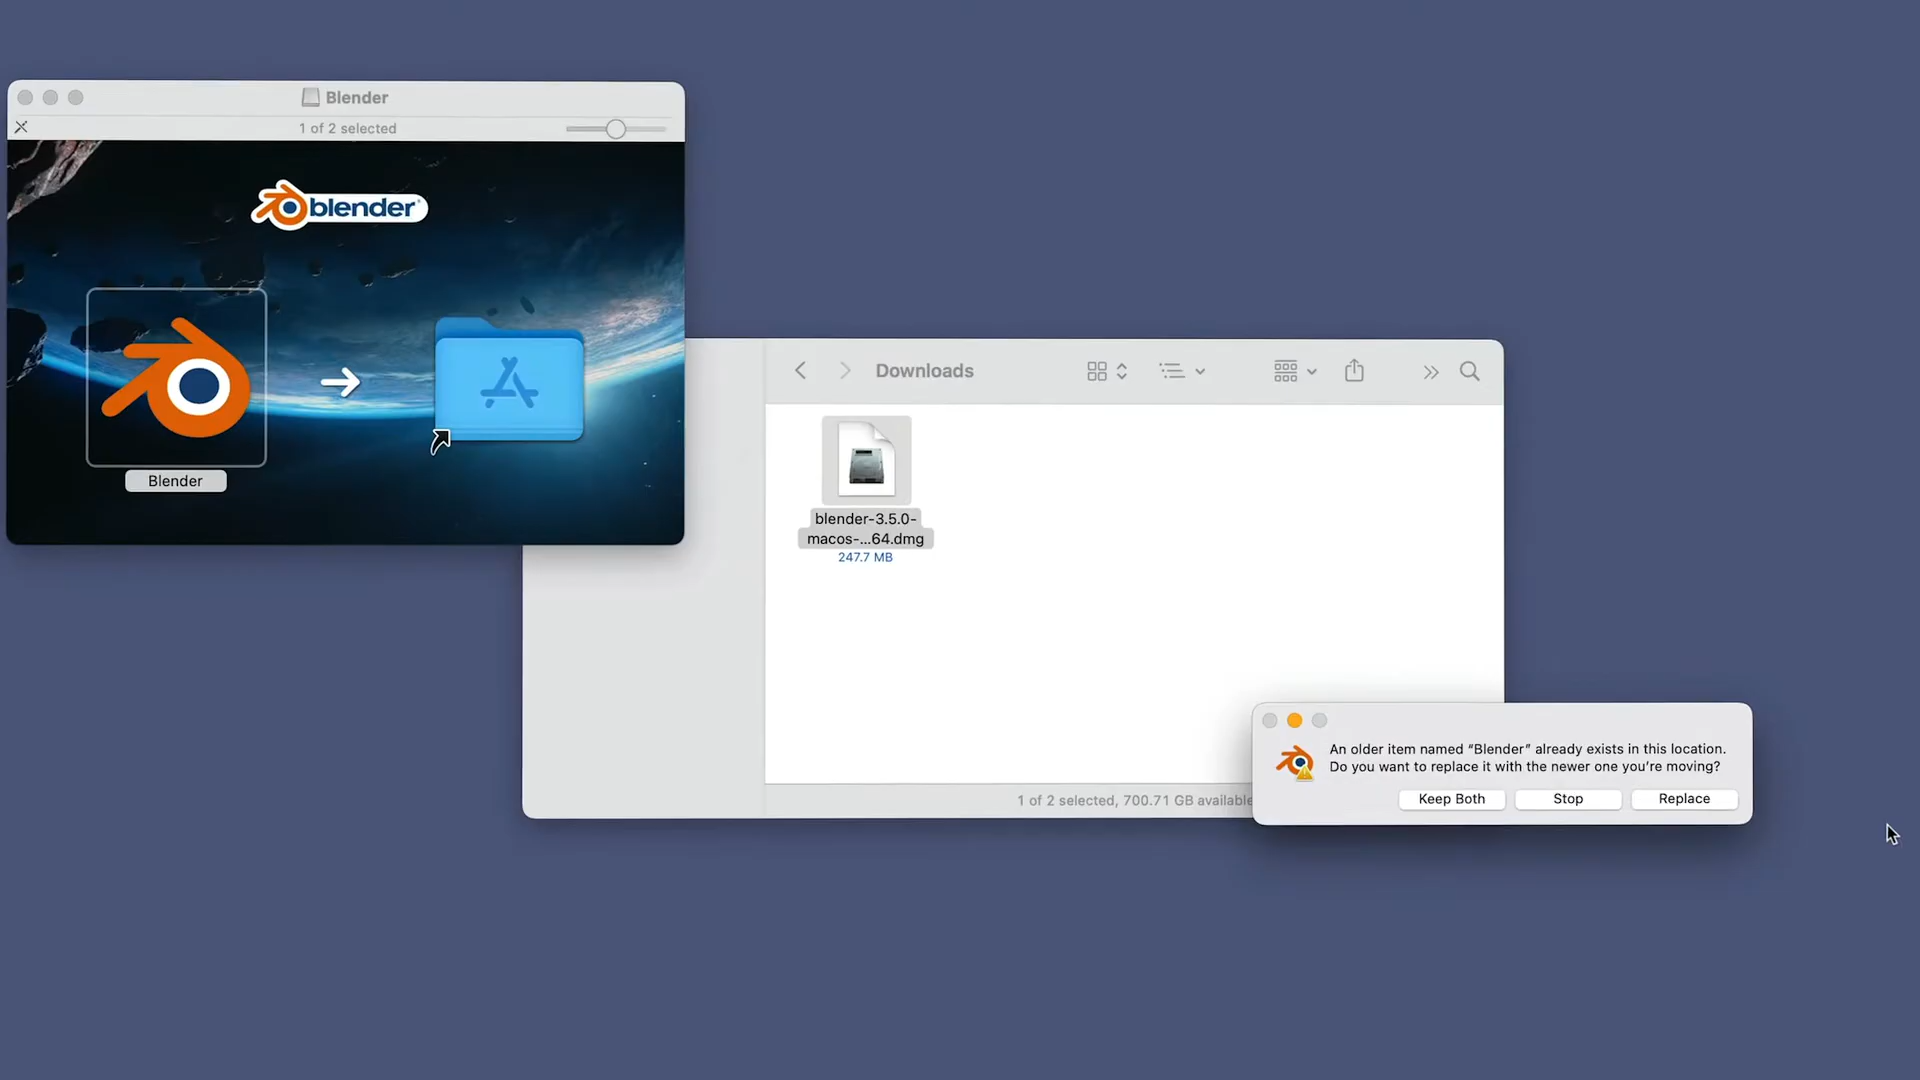 Blender
1 of 2 selected
blender
Blender
Downloads
blender-3.5.0-
macos-...64.dmg
247.7 MB
1 of 2 selected, 700.71 GB available
An older item named “Blender” already exists in this location.
Do you want to replace it with the newer one you’re moving?
Keep Both
Stop
Replace